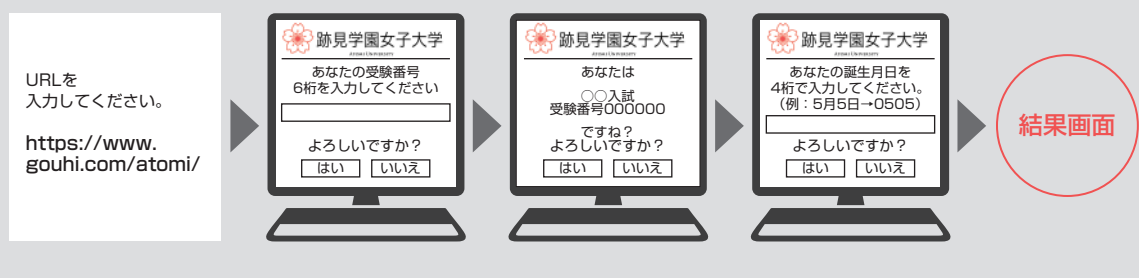 URLを
入力してください。
https://www.
gouhi.com/atomi/
跡見学園女子大学
ATOMI UNIVERSITY
あなたの受験番号
6桁を入力してください
よろしいですか？
はい いいえ
跡見学園女子大学
ATOMI UNIVERSITY
あなたは
○○入試
受験番号000000
ですね？
よろしいですか？
はい いいえ
跡見学園女子大学
ATOMI UNIVERSITY
あなたの誕生月日を
4桁で入力してください。
（例：5月5日→0505）
よろしいですか？
はい いいえ
結果画面